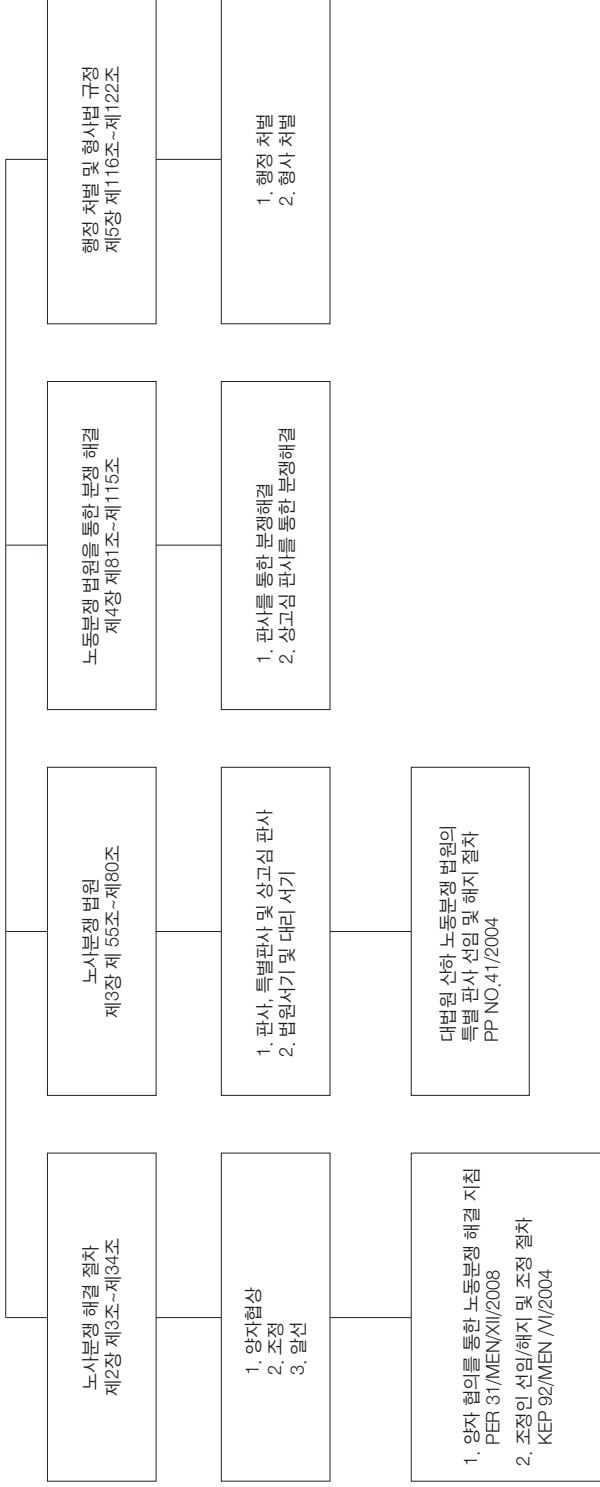 노사분쟁 해결 절차
제2장 제3조~제34조
1. 양자협상
2. 조정
3. 알선
1. 양자 협의를 통한 노동분쟁 해결 지침
PER 31/MEN/XII/2008
2. 조정인 선임/해지 및 조정 절차
KEP 92/MEN /VI/2004
노사분쟁 법원
제3장 제 55조~제80조
1. 판사, 특별판사 및 상고심 판사
2. 법원서기 및 대리 서기
대법원 산하 노동분쟁 법원의
특별 판사 선임 및 해지 절차
PP NO.41/2004
노동분쟁 법원을 통한 분쟁 해결
제4장 제81조~제115조
1. 판사를 통한 분쟁해결
2. 상고심 판사를 통한 분쟁해결
행정 처벌 및 형사법 규정
제5장 제116조~제122조
1. 행정 처벌
2. 형사 처벌